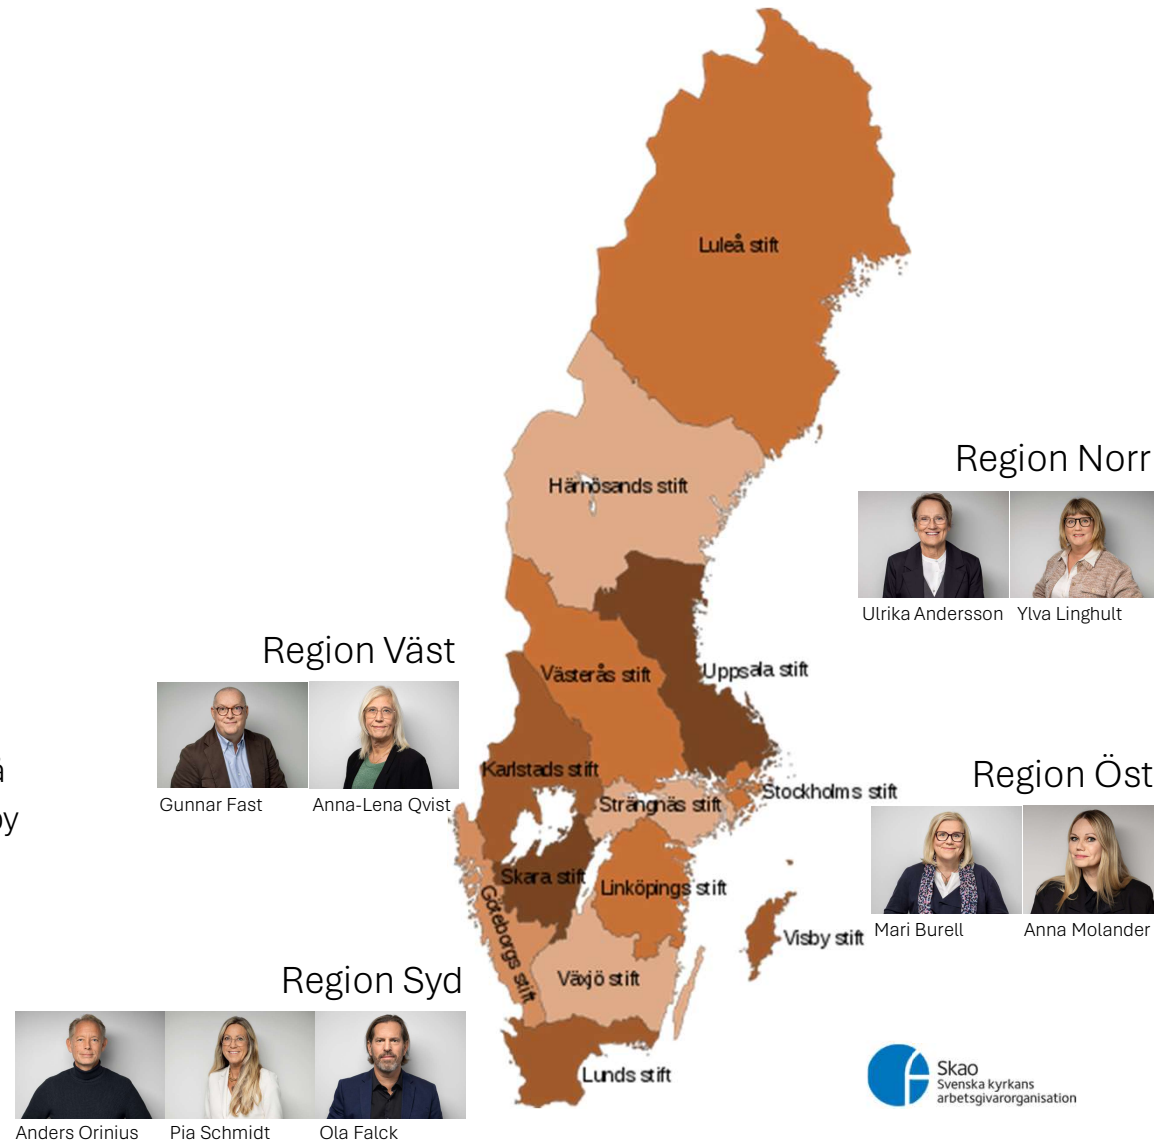 Luleå stift
Region Norr
Härnösands stift
Ulrika Andersson
Ylva Linghult
Region Väst
Västerås stift
Uppsala stift
Gunnar Fast
Anna-Lena Qvist
Karlstads stift
Region Öst
Strängnäs stift
Stockholms stift
Skara stift
Linköpings stift
Göteborgs stift
Visby stift
Mari Burell
Anna Molander
Region Syd
Växjö stift
Lunds stift
Skao
Svenska kyrkans
arbetsgivarorganisation
Anders Orinius
Pia Schmidt
Ola Falck